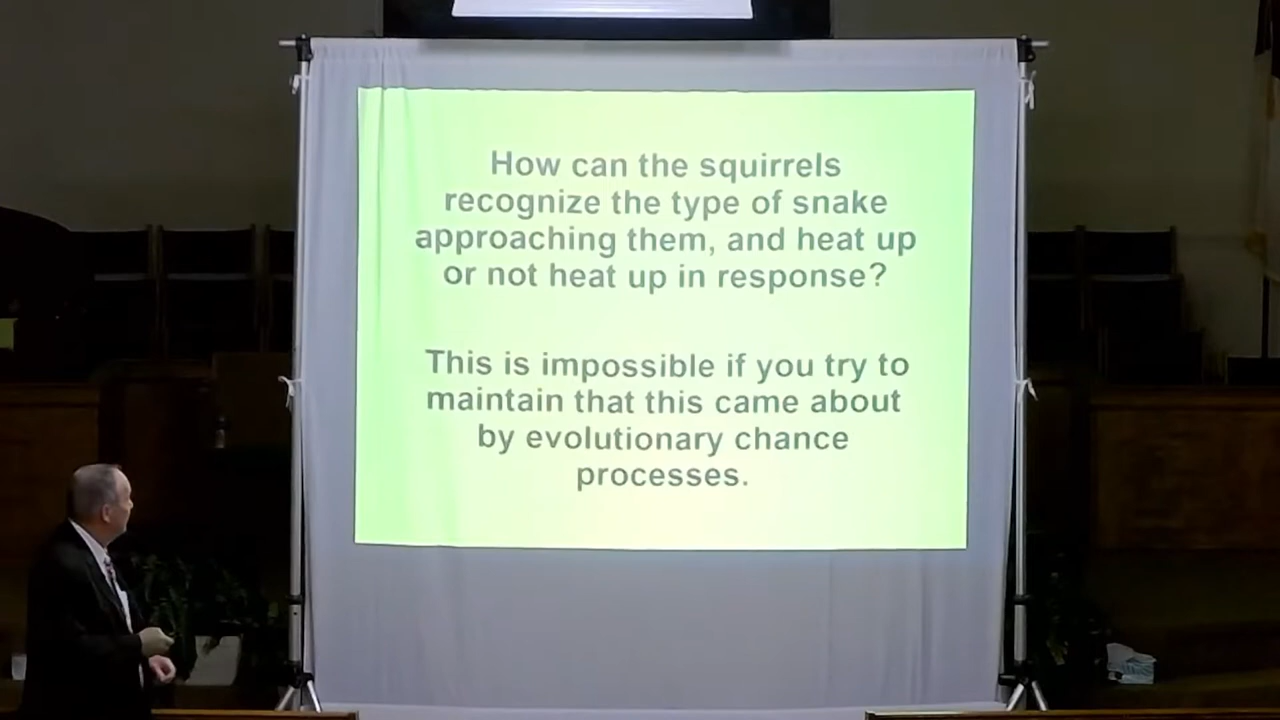 How can the squirrels
recognize the type of snake
approaching them, and heat up
or not heat up in response?
This is impossible if you try to
maintain that this came about
by evolutionary chance
processes.